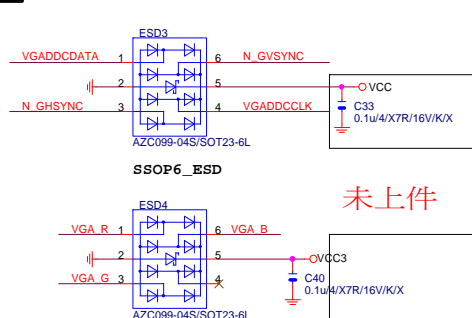 ESD3
VGADDCDATA 1 6 N_GVSYNC
2 5 VCC
N_GHSYNC 3 4 VGADDCCLK
C33
0.1u/4/X7R/16V/K/X
AZC099-04S/SOT23-6L
SSOP6_ESD
未上件
ESD4
VGA_R 1 6 VGA_B
2 5 VCC3
VGA_G 3 4
C40
0.1u/4/X7R/16V/K/X
AZC099-04S/SOT23-6L